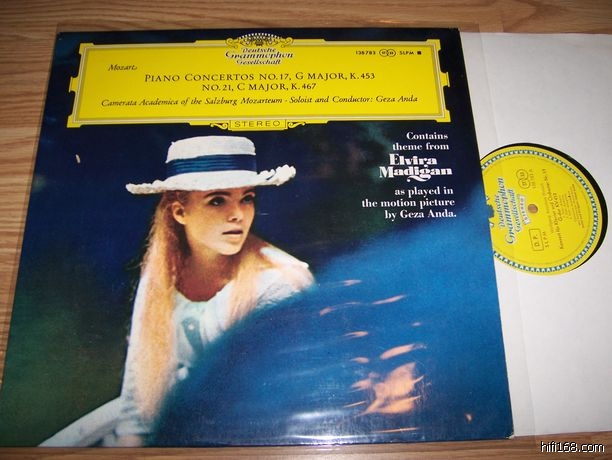 Deutsche
Grammophon
Gesellschaft
138783
SLPM
Mozart
PIANO CONCERTOS NO.17, G MAJOR, K.453
NO.21, C MAJOR, K.467
Camerata Academica of the Salzburg Mozarteum · Soloist and Conductor: Geza Anda
STEREO
Contains
theme from
Elvira
Madigan
as played in
the motion picture
by Geza Anda.
Deutsche
Grammophon
Gesellschaft
STEREO
SLPM
hifi168.com